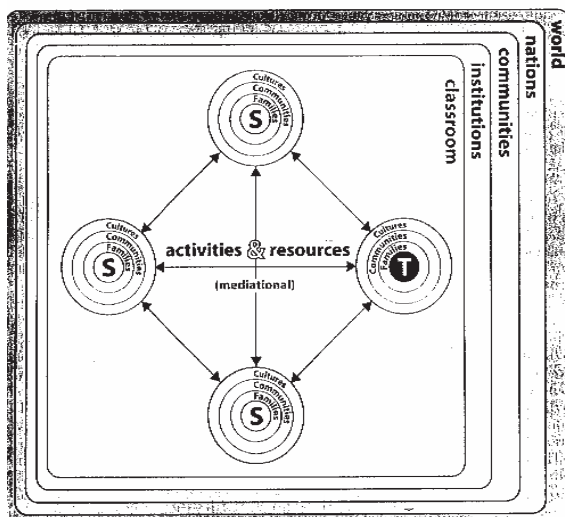 world
nations
communities
institutions
classroom
Cultures
Communities
Families
S
Cultures
Communities
Families
S
activities & resources
(mediational)
Cultures
Communities
Families
T
Cultures
Communities
Families
S